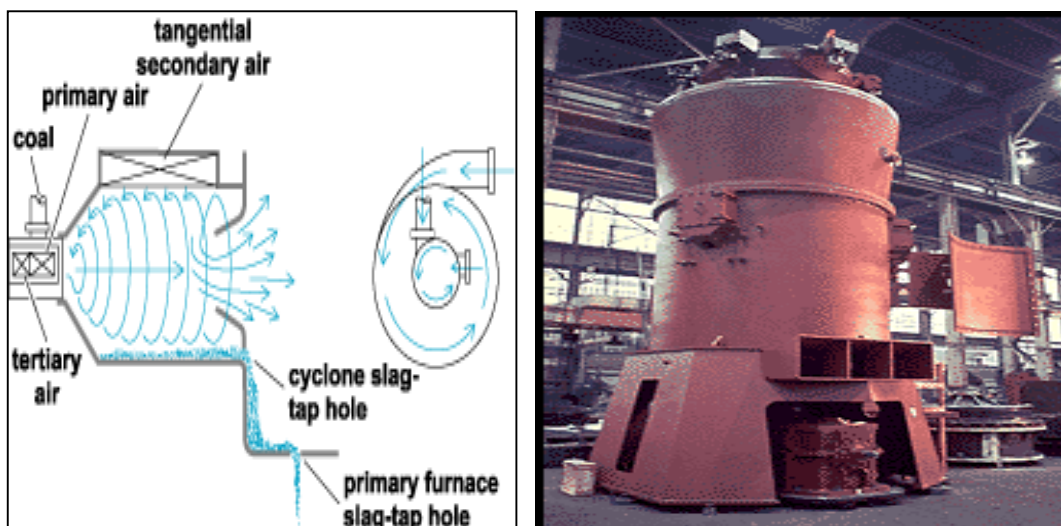 tangential
secondary air
primary air
coal
tertiary
air
cyclone slag-
tap hole
primary furnace
slag-tap hole